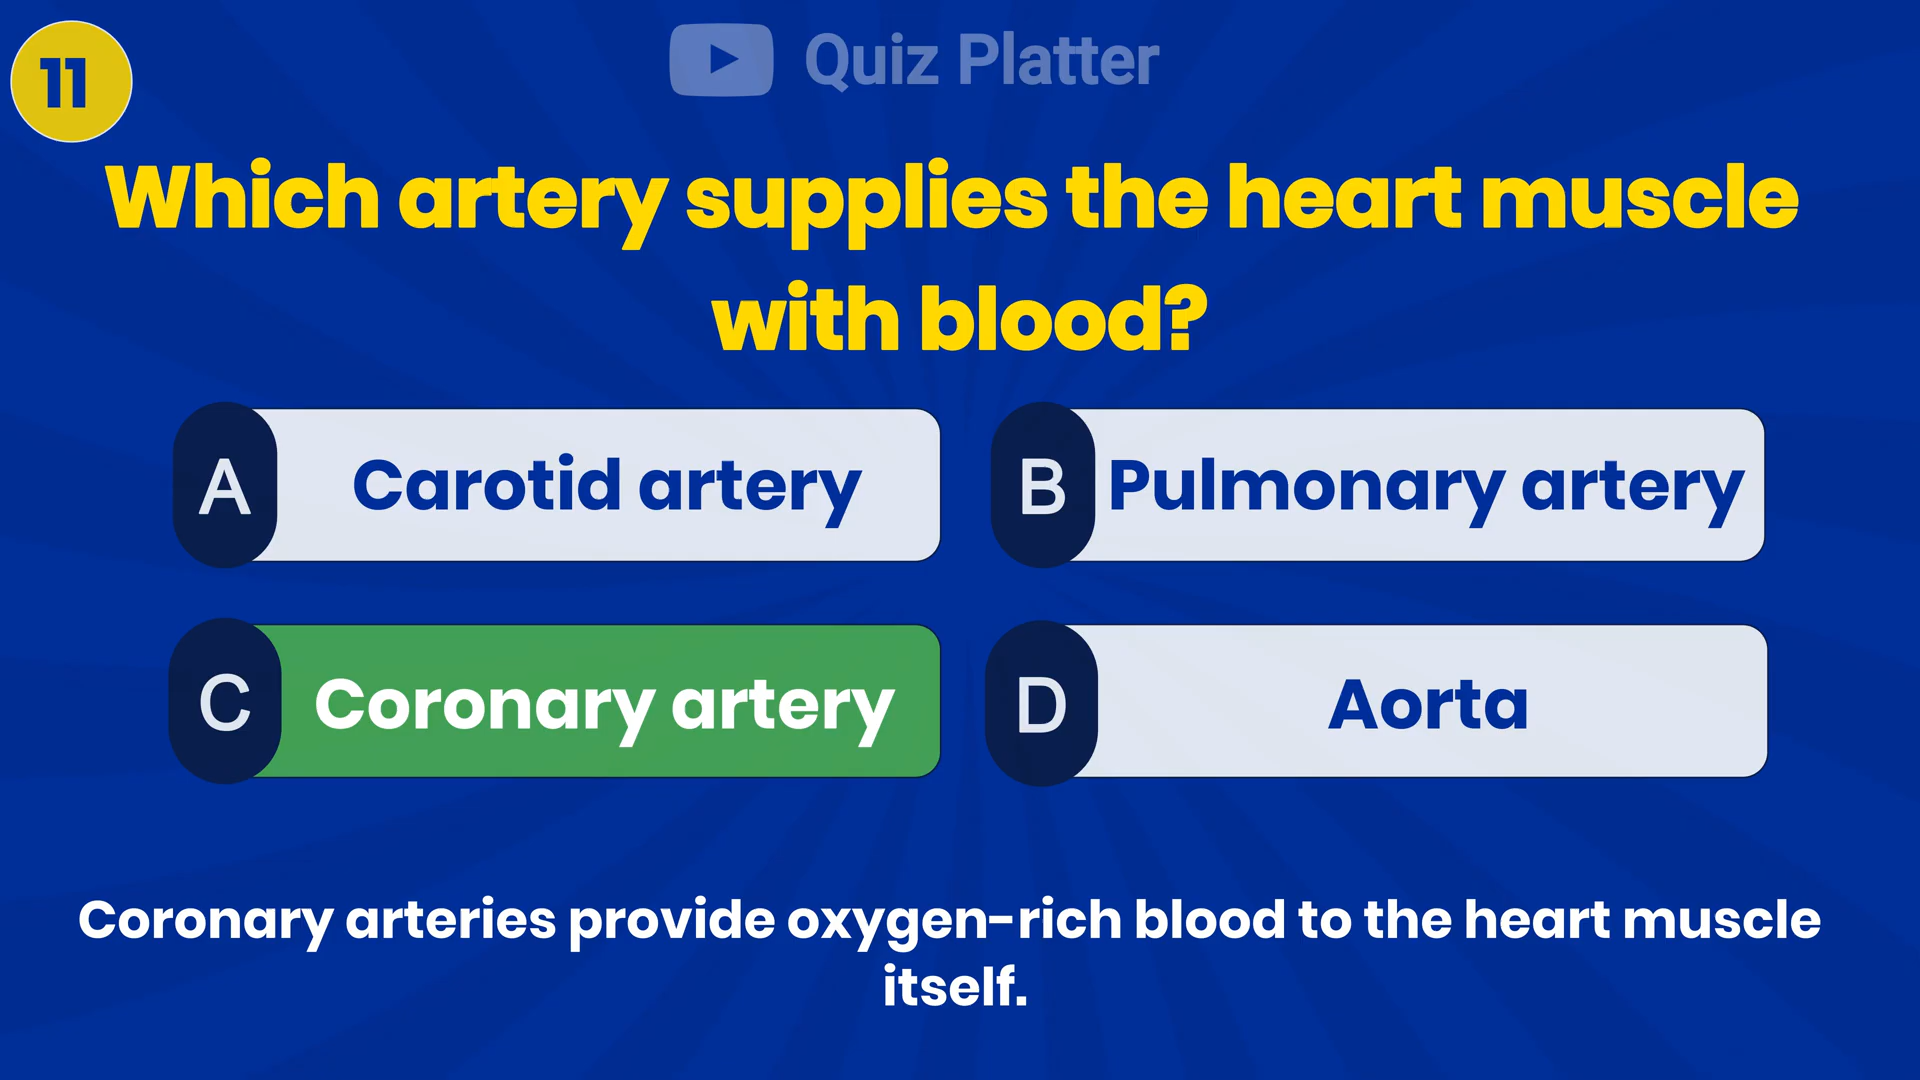 11
Quiz Platter
Which artery supplies the heart muscle
with blood?
A Carotid artery
B Pulmonary artery
C Coronary artery
D Aorta
Coronary arteries provide oxygen-rich blood to the heart muscle
itself.